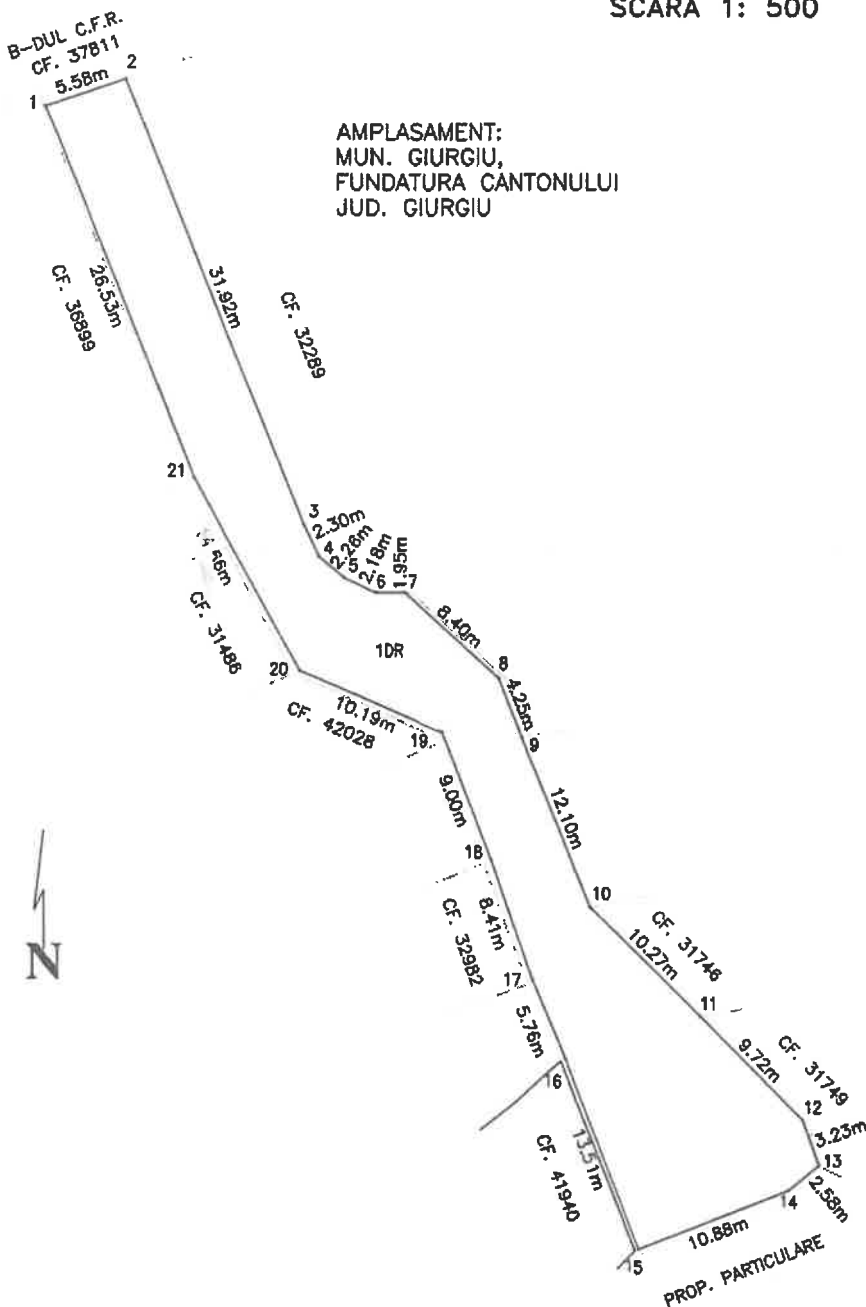 SCARA 1: 500
B-DUL C.F.R.
CF. 37811
5.58m
1
2
AMPLASAMENT:
MUN. GIURGIU,
FUNDATURA CANTONULUI
JUD. GIURGIU
26.53m
CF. 36899
31.92m
CF. 32289
21
3
2.30m
4
2.26m
5
2.18m
6
1.95m
7
56m
CF. 31486
8.40m
1DR
20
8
4.25m
10.19m
CF. 42028
19
9
9.00m
12.10m
18
10
8.41m
CF. 32982
CF. 31746
10.27m
N
17
11
5.76m
9.72m
CF. 31749
16
12
3.23m
13.51m
CF. 41940
13
2.58m
14
10.88m
15
PROP. PARTICULARE